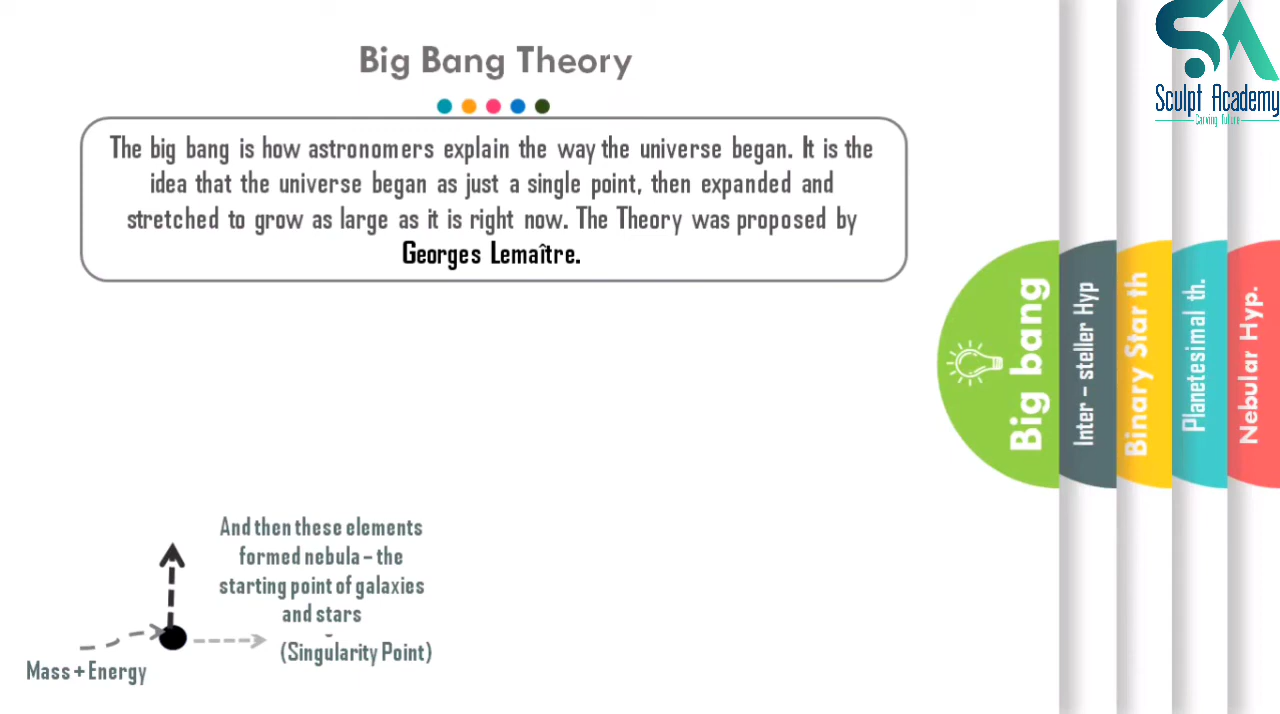 Big Bang Theory
The big bang is how astronomers explain the way the universe began. It is the
idea that the universe began as just a single point, then expanded and
stretched to grow as large as it is right now. The Theory was proposed by
Georges Lemaître.
And then these elements
formed nebula – the
starting point of galaxies
and stars
(Singularity Point)
Mass + Energy
Big bang
Inter – steller Hyp
Binary Star th
Planetesimal th.
Nebular Hyp.
SA
Sculpt Academy
Carving Future